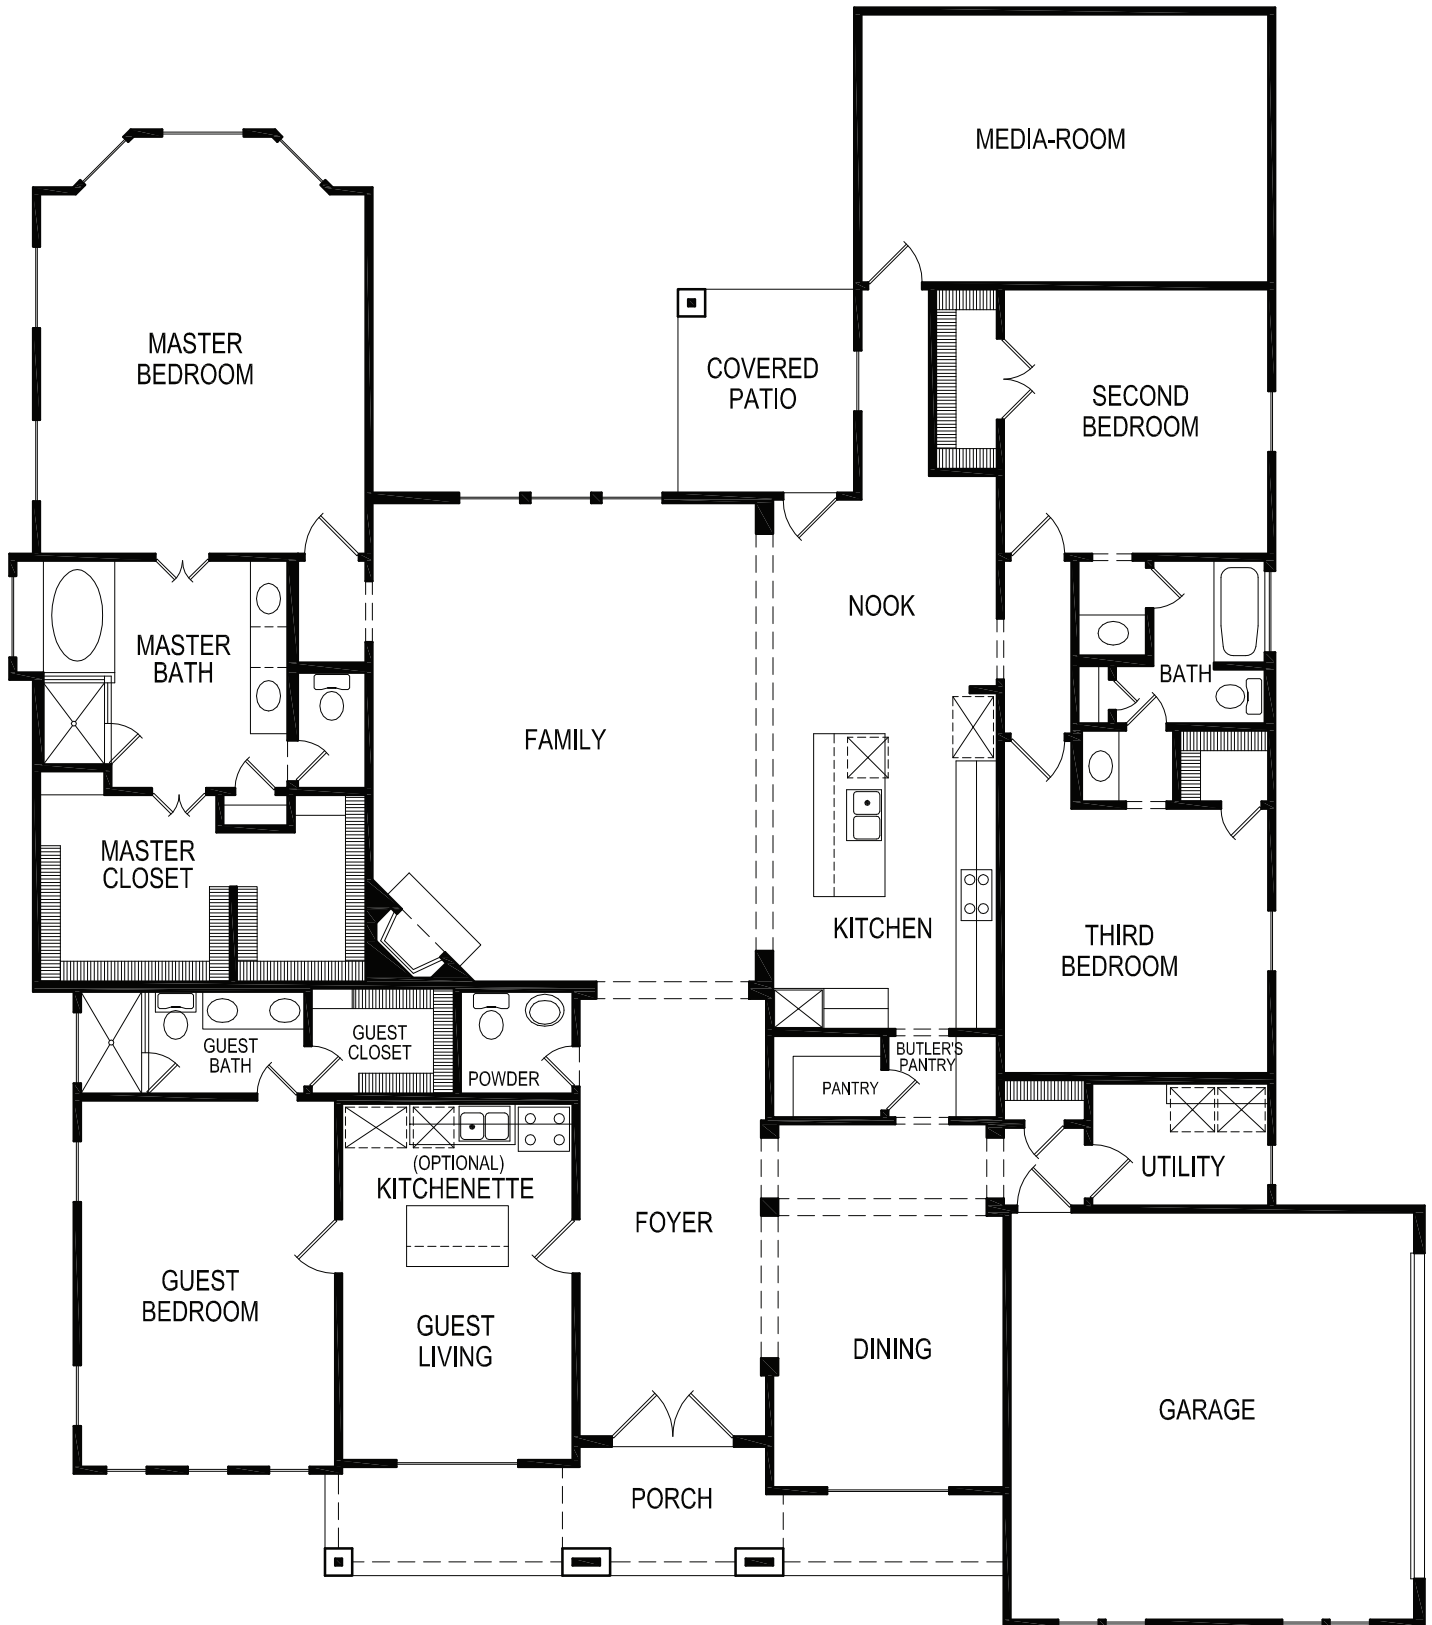 MEDIA-ROOM
MASTER
BEDROOM
COVERED
PATIO
SECOND
BEDROOM
NOOK
MASTER
BATH
BATH
FAMILY
MASTER
CLOSET
KITCHEN
THIRD
BEDROOM
GUEST
BATH
GUEST
CLOSET
POWDER
BUTLER'S
PANTRY
PANTRY
(OPTIONAL)
KITCHENETTE
UTILITY
FOYER
GUEST
BEDROOM
GUEST
LIVING
DINING
GARAGE
PORCH